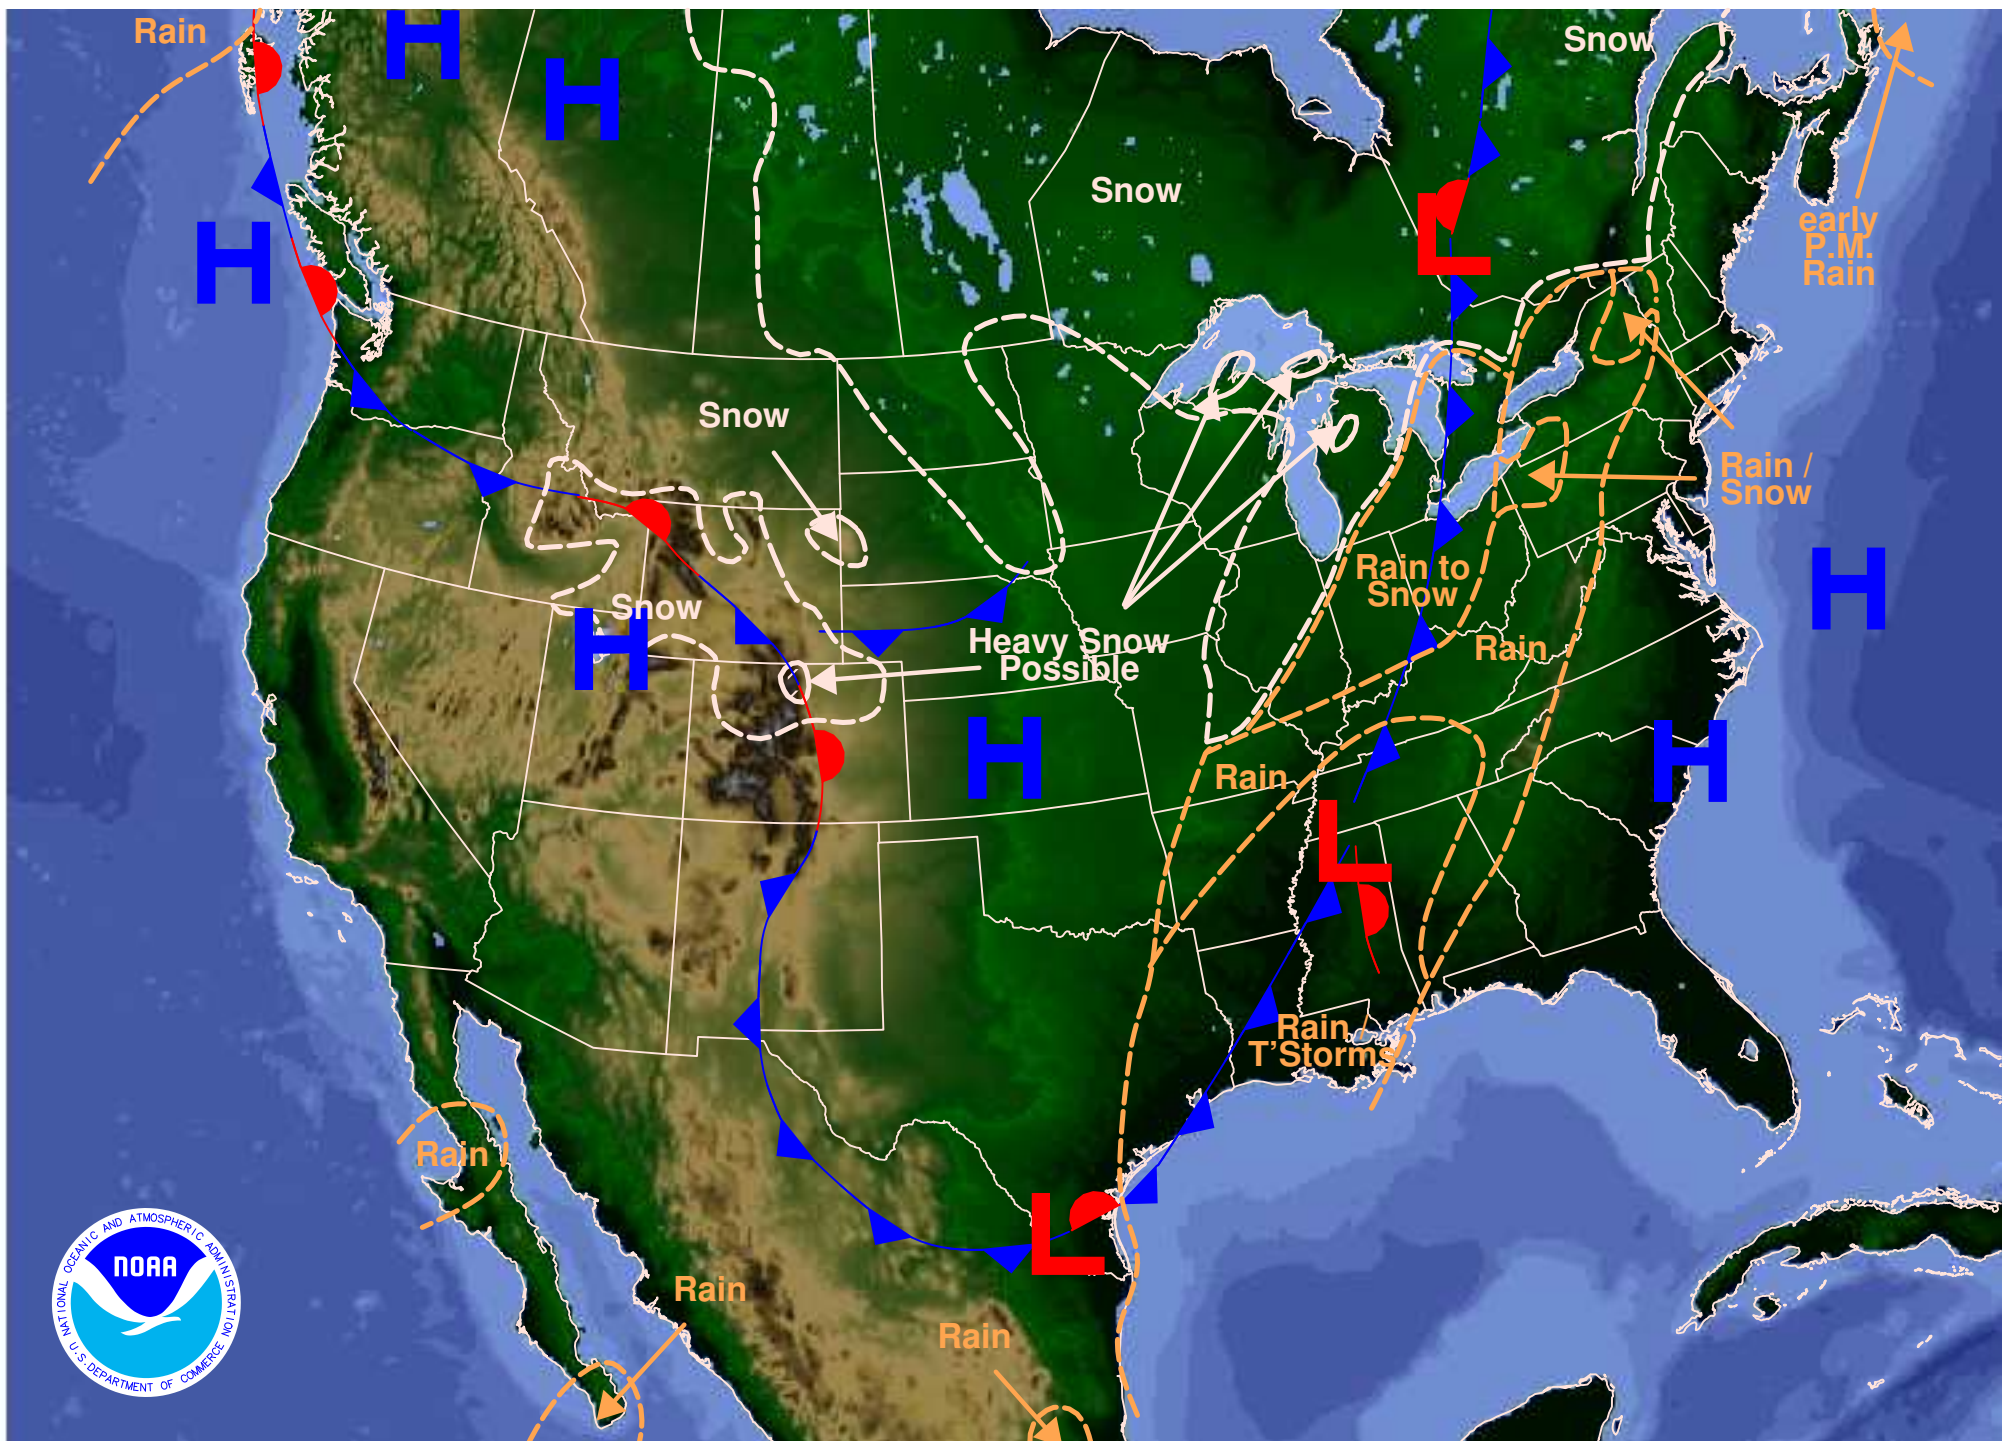 Rain
H
H
Snow
Snow
L
early
P.M.
Rain
H
Snow
Rain /
Snow
Rain to
Snow
H
Snow
H
Heavy Snow
Possible
Rain
H
Rain
H
L
Rain
T'Storms
Rain
L
Rain
Rain
NATIONAL OCEANIC AND ATMOSPHERIC ADMINISTRATION
NOAA
U.S. DEPARTMENT OF COMMERCE